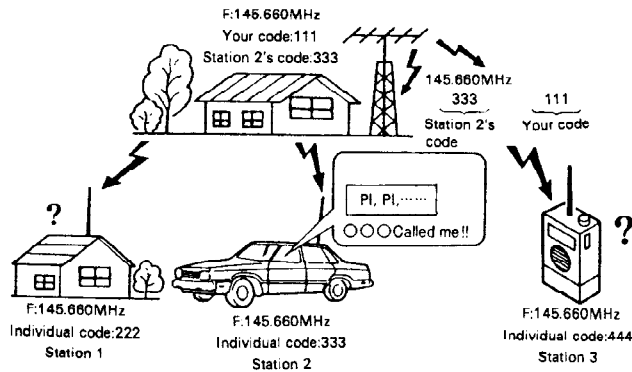 F:145.660MHz
Your code:111
Station 2's code:333
145.660MHz
333 111
Station 2's code
Your code
?
PI, PI,······
○○○Called me!!
?
F:145.660MHz
Individual code:222
Station 1
F:145.660MHz
Individual code:333
Station 2
F:145.660MHz
Individual code:444
Station 3